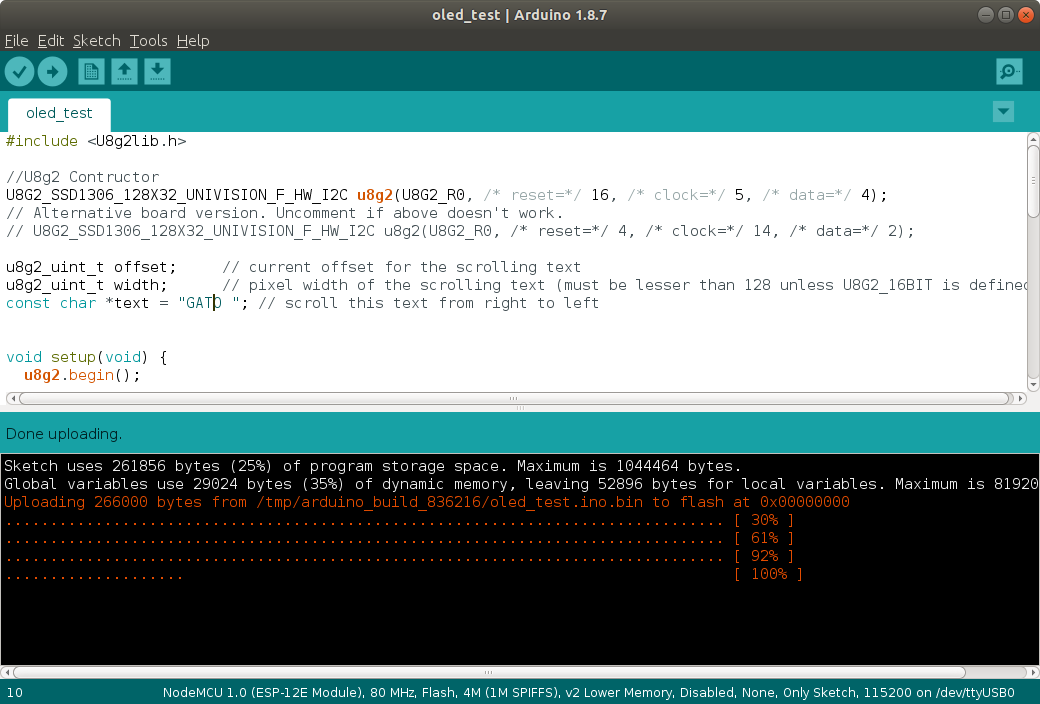 oled_test | Arduino 1.8.7
File Edit Sketch Tools Help
oled_test
#include <U8g2lib.h>
//U8g2 Contructor
U8G2_SSD1306_128X32_UNIVISION_F_HW_I2C u8g2(U8G2_R0, /* reset=*/ 16, /* clock=*/ 5, /* data=*/ 4);
// Alternative board version. Uncomment if above doesn't work.
// U8G2_SSD1306_128X32_UNIVISION_F_HW_I2C u8g2(U8G2_R0, /* reset=*/ 4, /* clock=*/ 14, /* data=*/ 2);
u8g2_uint_t offset;     // current offset for the scrolling text
u8g2_uint_t width;      // pixel width of the scrolling text (must be lesser than 128 unless U8G2_16BIT is defined
const char *text = "GATO "; // scroll this text from right to left
void setup(void) {
  u8g2.begin();
Done uploading.
Sketch uses 261856 bytes (25%) of program storage space. Maximum is 1044464 bytes.
Global variables use 29024 bytes (35%) of dynamic memory, leaving 52896 bytes for local variables. Maximum is 81920
Uploading 266000 bytes from /tmp/arduino_build_836216/oled_test.ino.bin to flash at 0x00000000
................................................................................ [ 30% ]
................................................................................ [ 61% ]
................................................................................ [ 92% ]
....................                                                             [ 100% ]
10 NodeMCU 1.0 (ESP-12E Module), 80 MHz, Flash, 4M (1M SPIFFS), v2 Lower Memory, Disabled, None, Only Sketch, 115200 on /dev/ttyUSB0